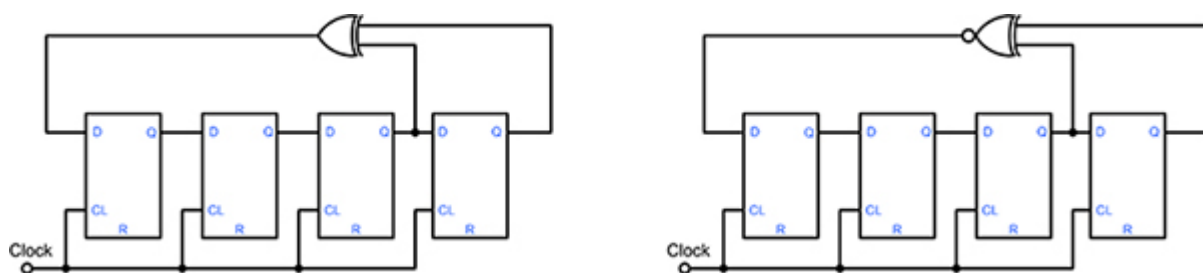 D Q D Q D Q D Q D Q D Q D Q D Q
CL CL CL CL CL CL CL CL
R R R R R R R R
Clock Clock